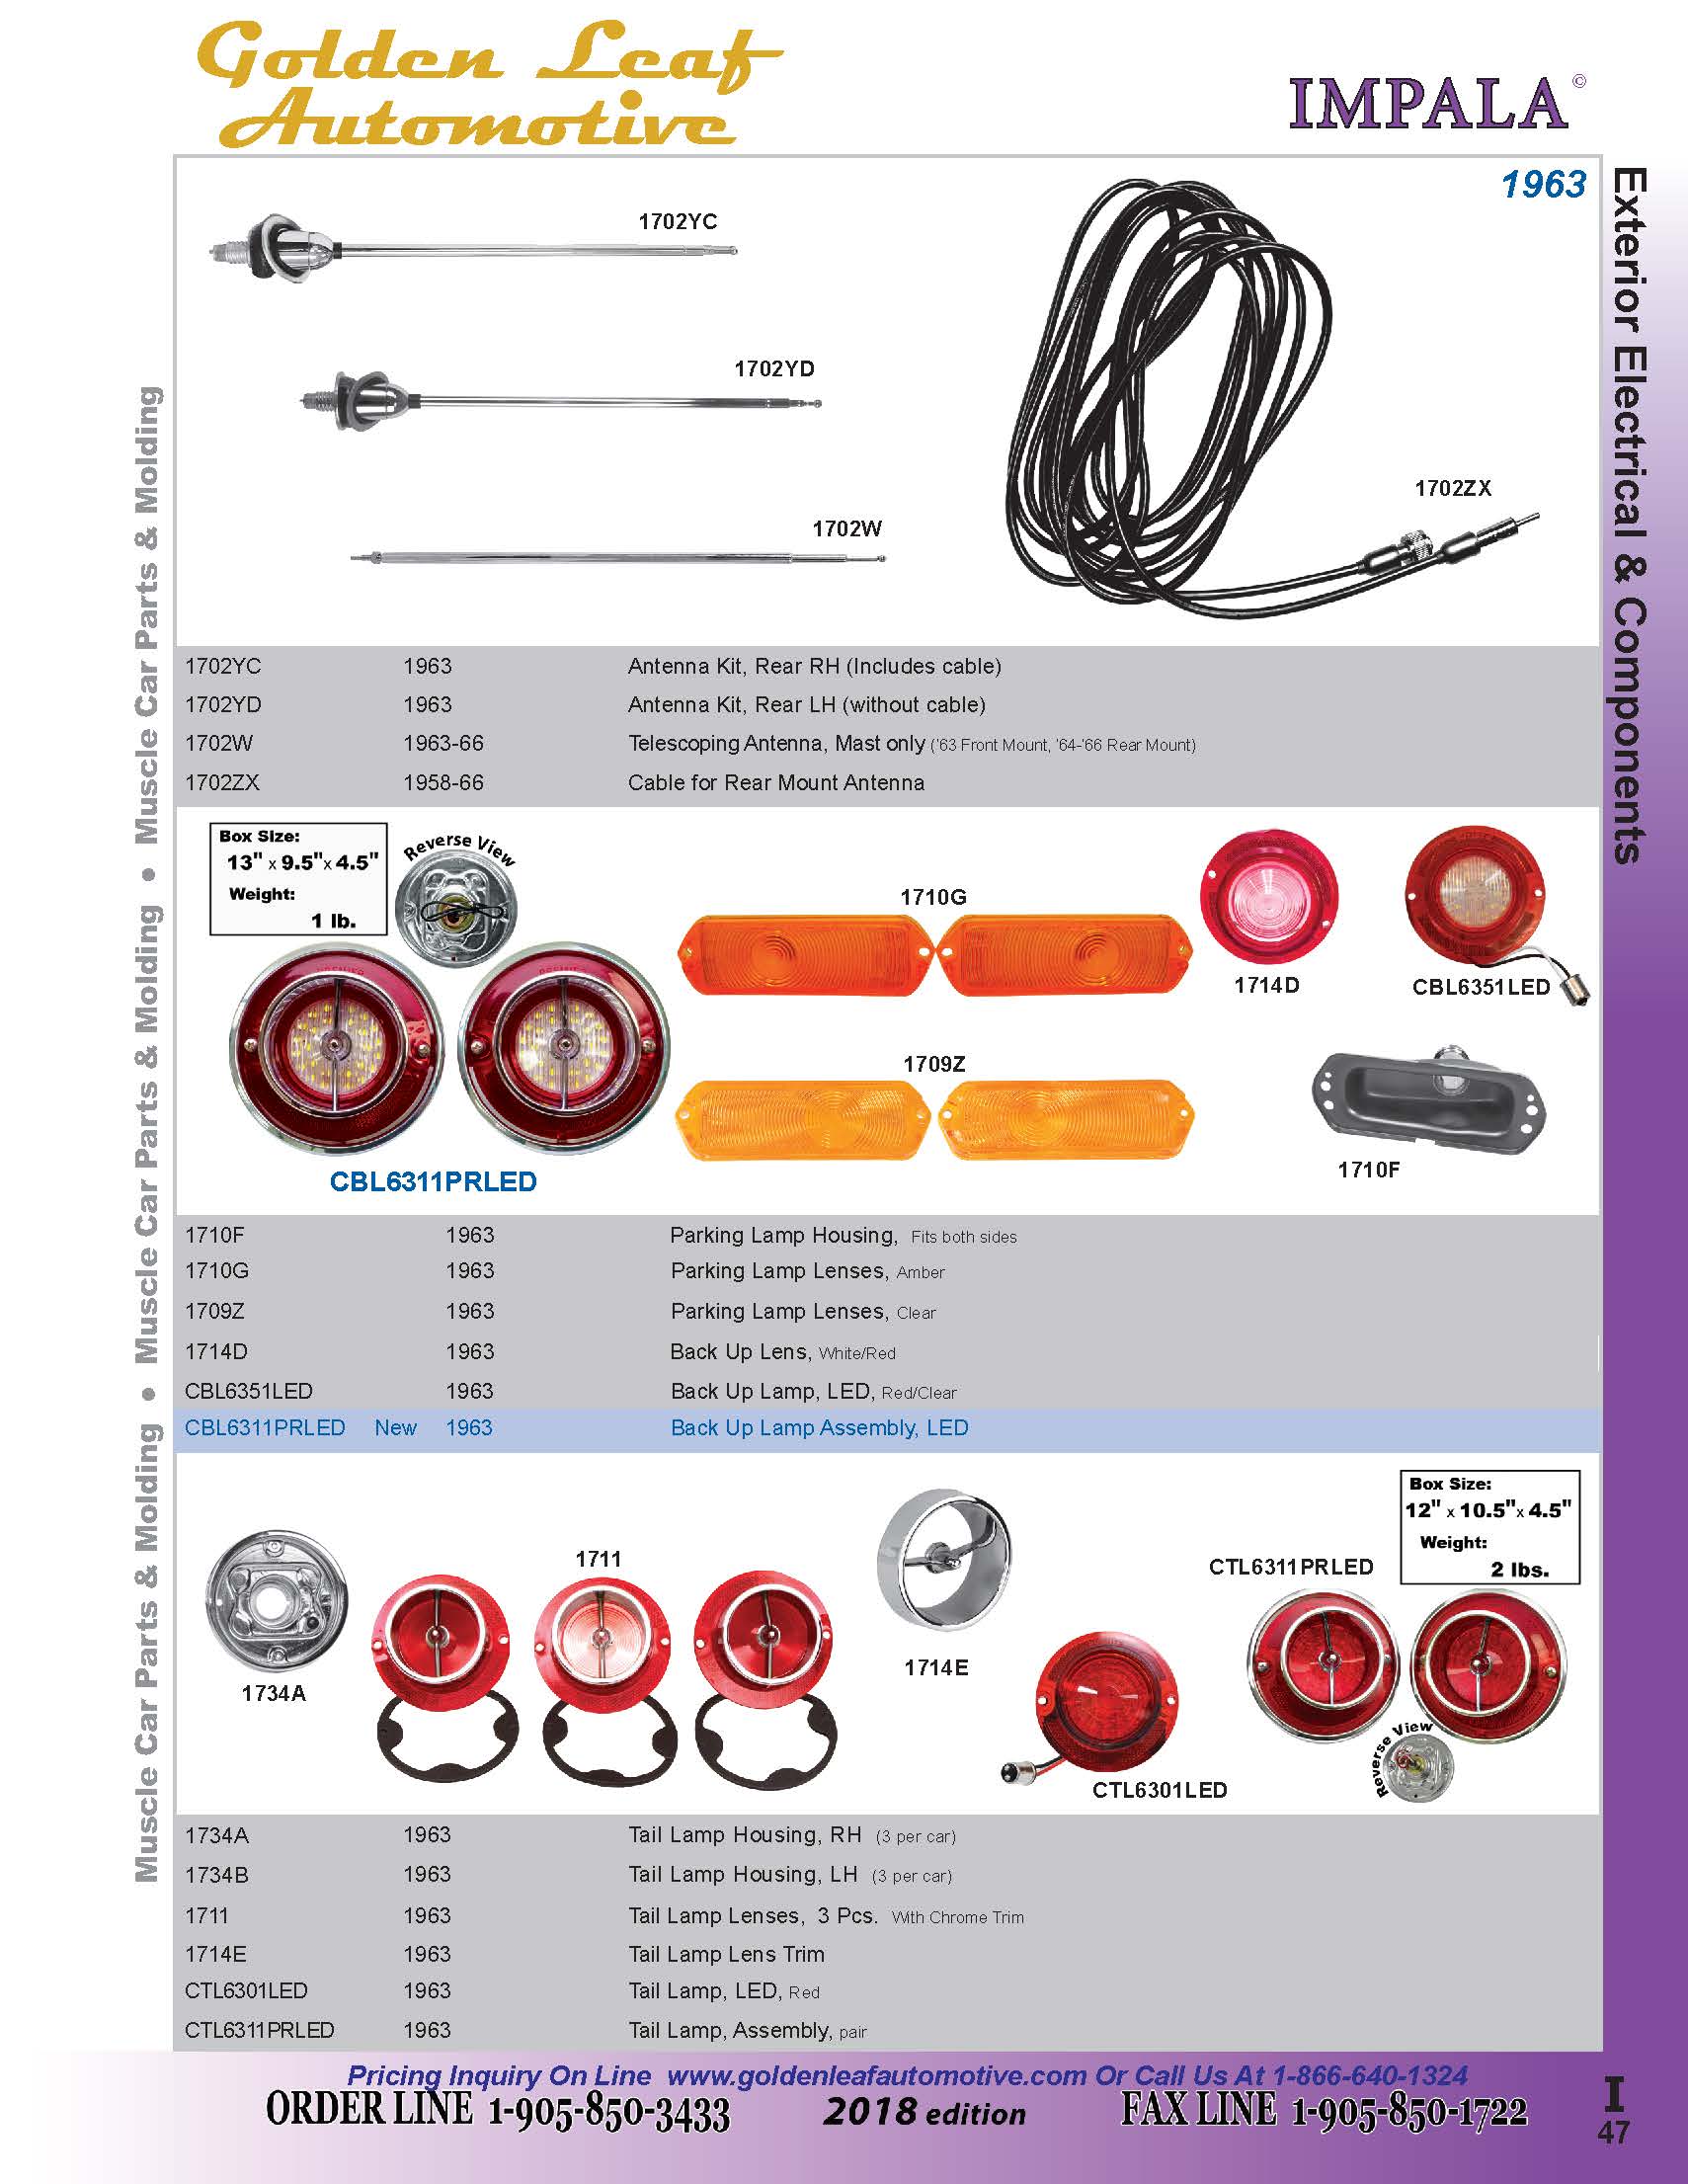 Golden Leaf
Automotive
IMPALA©
1963
Exterior Electrical & Components
Muscle Car Parts & Molding • Muscle Car Parts & Molding • Muscle Car Parts & Molding
1702YC
1702YD
1702W
1702ZX
1702YC 1963 Antenna Kit, Rear RH (Includes cable)
1702YD 1963 Antenna Kit, Rear LH (without cable)
1702W 1963-66 Telescoping Antenna, Mast only ('63 Front Mount, '64-'66 Rear Mount)
1702ZX 1958-66 Cable for Rear Mount Antenna
Box Size:
13" x 9.5"x 4.5"
Weight:
1 lb.
Reverse View
1710G
1714D
CBL6351LED
1709Z
1710F
CBL6311PRLED
1710F 1963 Parking Lamp Housing, Fits both sides
1710G 1963 Parking Lamp Lenses, Amber
1709Z 1963 Parking Lamp Lenses, Clear
1714D 1963 Back Up Lens, White/Red
CBL6351LED 1963 Back Up Lamp, LED, Red/Clear
CBL6311PRLED New 1963 Back Up Lamp Assembly, LED
Box Size:
12" x 10.5"x 4.5"
Weight:
2 lbs.
1711
CTL6311PRLED
1714E
1734A
Reverse View
CTL6301LED
1734A 1963 Tail Lamp Housing, RH (3 per car)
1734B 1963 Tail Lamp Housing, LH (3 per car)
1711 1963 Tail Lamp Lenses, 3 Pcs. With Chrome Trim
1714E 1963 Tail Lamp Lens Trim
CTL6301LED 1963 Tail Lamp, LED, Red
CTL6311PRLED 1963 Tail Lamp, Assembly, pair
Pricing Inquiry On Line www.goldenleafautomotive.com Or Call Us At 1-866-640-1324
ORDER LINE 1-905-850-3433 2018 edition FAX LINE 1-905-850-1722
I
47